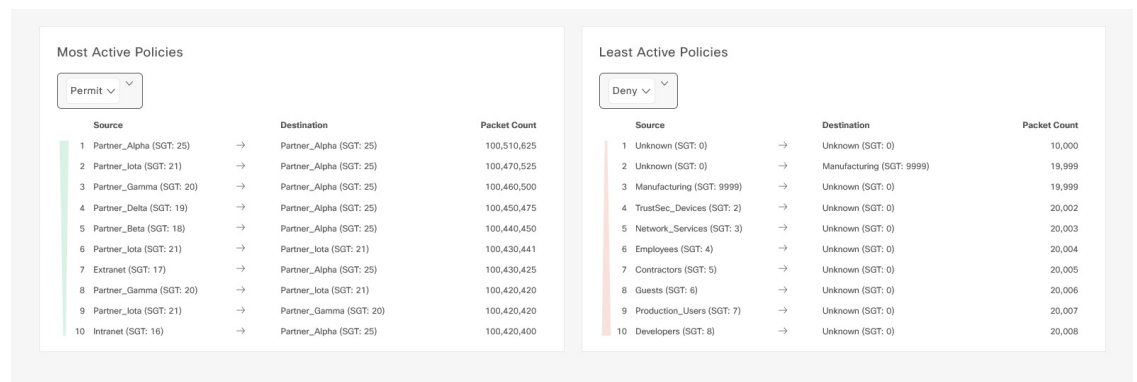 Most Active Policies
Permit
Source Destination Packet Count
1 Partner_Alpha (SGT: 25) → Partner_Alpha (SGT: 25) 100,510,625
2 Partner_Iota (SGT: 21) → Partner_Alpha (SGT: 25) 100,470,525
3 Partner_Gamma (SGT: 20) → Partner_Alpha (SGT: 25) 100,460,500
4 Partner_Delta (SGT: 19) → Partner_Alpha (SGT: 25) 100,450,475
5 Partner_Beta (SGT: 18) → Partner_Alpha (SGT: 25) 100,440,450
6 Partner_Iota (SGT: 21) → Partner_Iota (SGT: 21) 100,430,441
7 Extranet (SGT: 17) → Partner_Alpha (SGT: 25) 100,430,425
8 Partner_Gamma (SGT: 20) → Partner_Iota (SGT: 21) 100,420,420
9 Partner_Iota (SGT: 21) → Partner_Gamma (SGT: 20) 100,420,420
10 Intranet (SGT: 16) → Partner_Alpha (SGT: 25) 100,420,400
Least Active Policies
Deny
Source Destination Packet Count
1 Unknown (SGT: 0) → Unknown (SGT: 0) 10,000
2 Unknown (SGT: 0) → Manufacturing (SGT: 9999) 19,999
3 Manufacturing (SGT: 9999) → Unknown (SGT: 0) 19,999
4 TrustSec_Devices (SGT: 2) → Unknown (SGT: 0) 20,002
5 Network_Services (SGT: 3) → Unknown (SGT: 0) 20,003
6 Employees (SGT: 4) → Unknown (SGT: 0) 20,004
7 Contractors (SGT: 5) → Unknown (SGT: 0) 20,005
8 Guests (SGT: 6) → Unknown (SGT: 0) 20,006
9 Production_Users (SGT: 7) → Unknown (SGT: 0) 20,007
10 Developers (SGT: 8) → Unknown (SGT: 0) 20,008